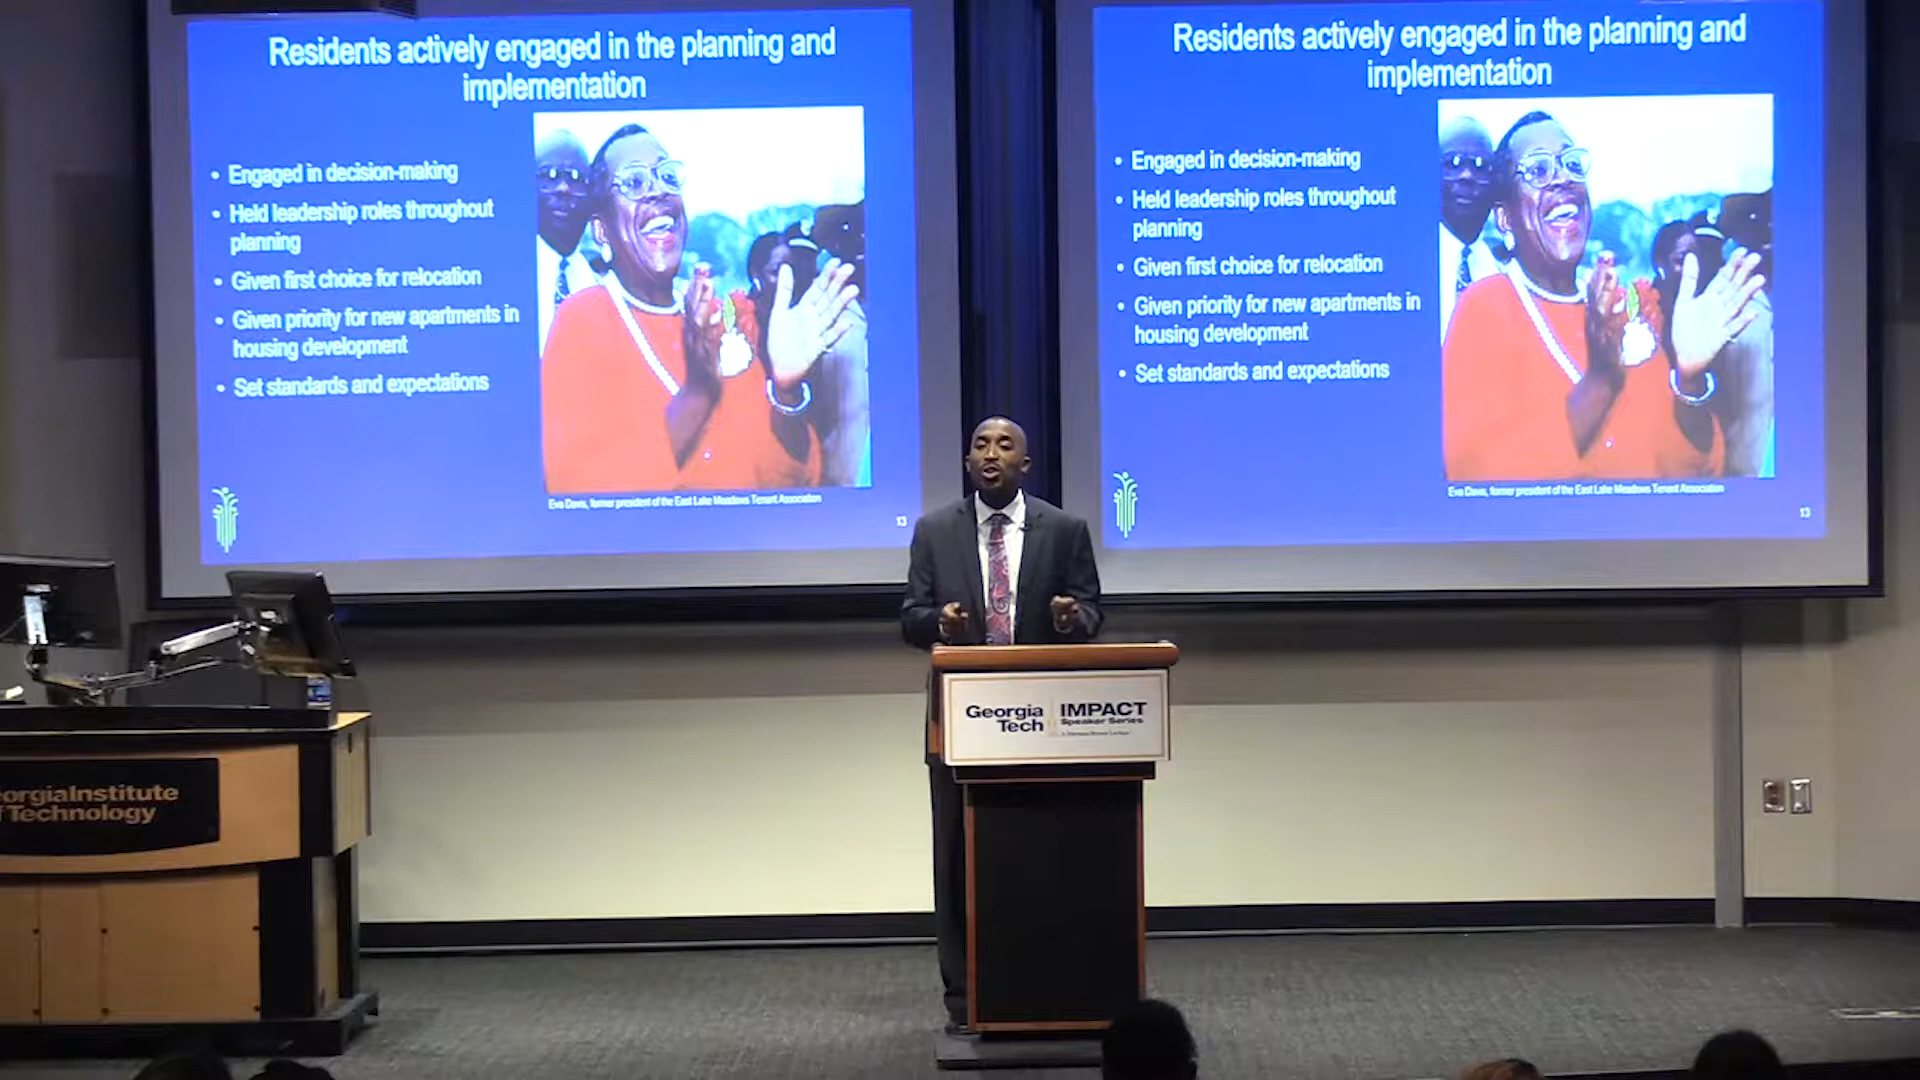 Residents actively engaged in the planning and
implementation
• Engaged in decision-making
• Held leadership roles throughout
planning
• Given first choice for relocation
• Given priority for new apartments in
housing development
• Set standards and expectations
Eva Davis, former president of the East Lake Meadows Tenant Association
13
Residents actively engaged in the planning and
implementation
• Engaged in decision-making
• Held leadership roles throughout
planning
• Given first choice for relocation
• Given priority for new apartments in
housing development
• Set standards and expectations
Eva Davis, former president of the East Lake Meadows Tenant Association
13
Georgia
Tech
IMPACT
Speaker Series
orgiaInstitute
f Technology